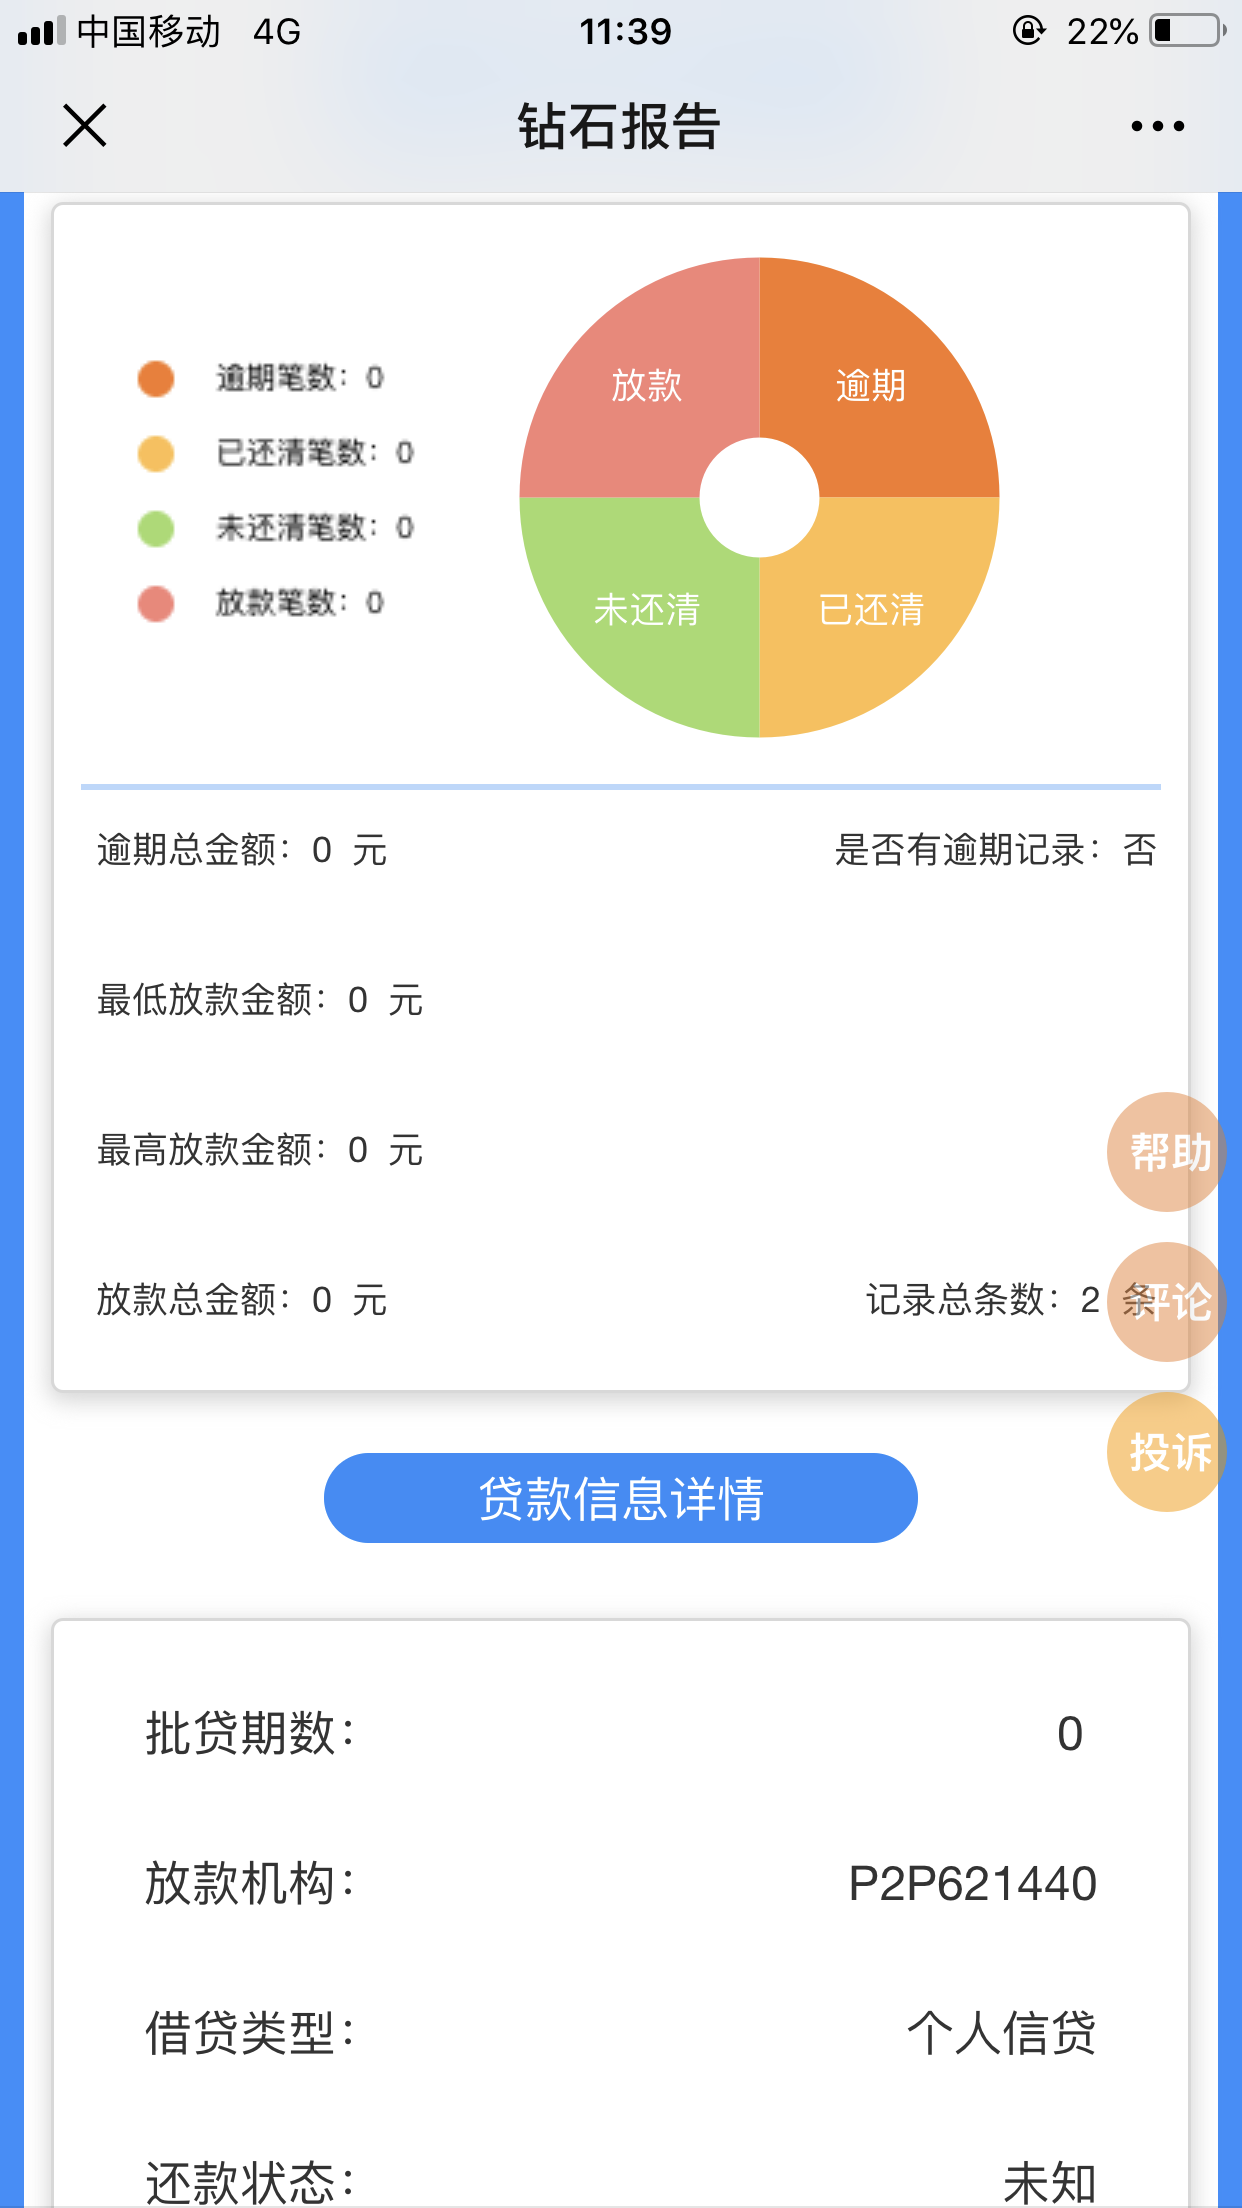 中国移动 4G 11:39 22%
钻石报告
逾期笔数：0
已还清笔数：0
未还清笔数：0
放款笔数：0
放款 逾期
未还清 已还清
逾期总金额：0 元 是否有逾期记录：否
最低放款金额：0 元
最高放款金额：0 元
帮助
放款总金额：0 元 记录总条数：2 条
评论
投诉
贷款信息详情
批贷期数： 0
放款机构： P2P621440
借贷类型： 个人信贷
还款状态： 未知